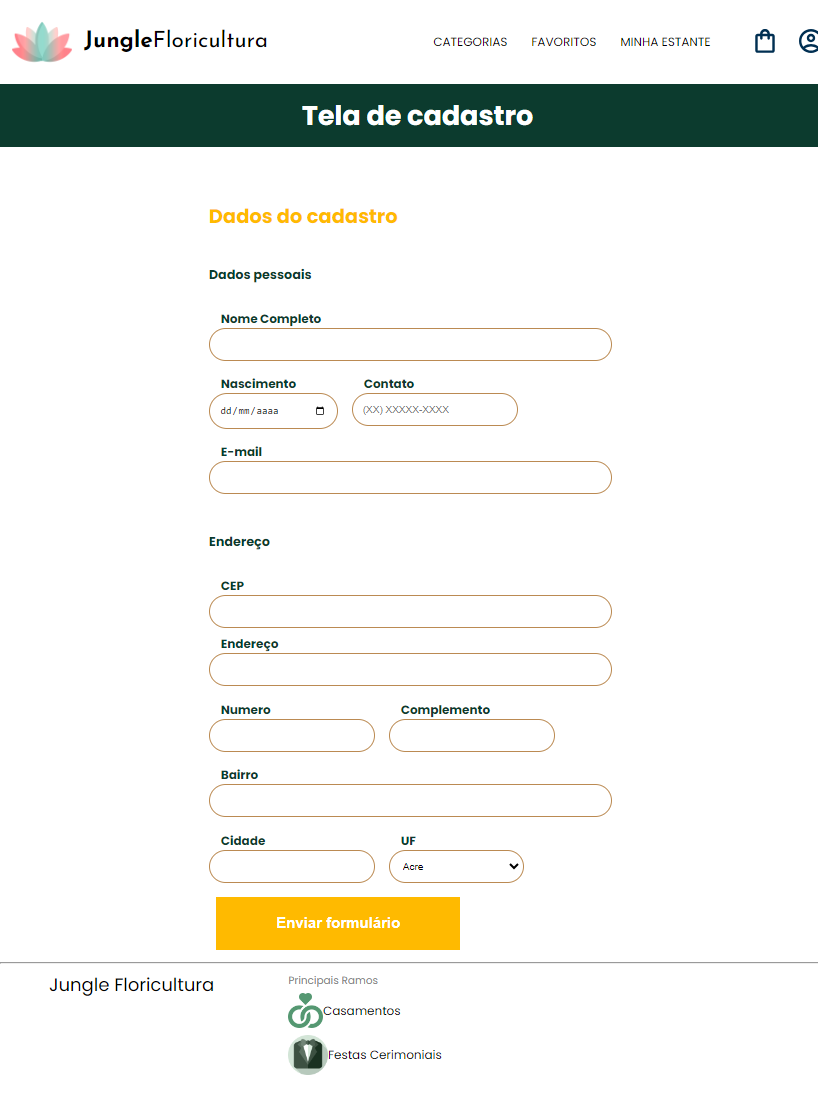 JungleFloricultura CATEGORIAS FAVORITOS MINHA ESTANTE
Tela de cadastro
Dados do cadastro
Dados pessoais
Nome Completo
Nascimento Contato
dd/mm/aaaa (XX) XXXXX-XXXX
E-mail
Endereço
CEP
Endereço
Numero Complemento
Bairro
Cidade UF
Acre
Enviar formulário
Jungle Floricultura Principais Ramos
Casamentos
Festas Cerimoniais